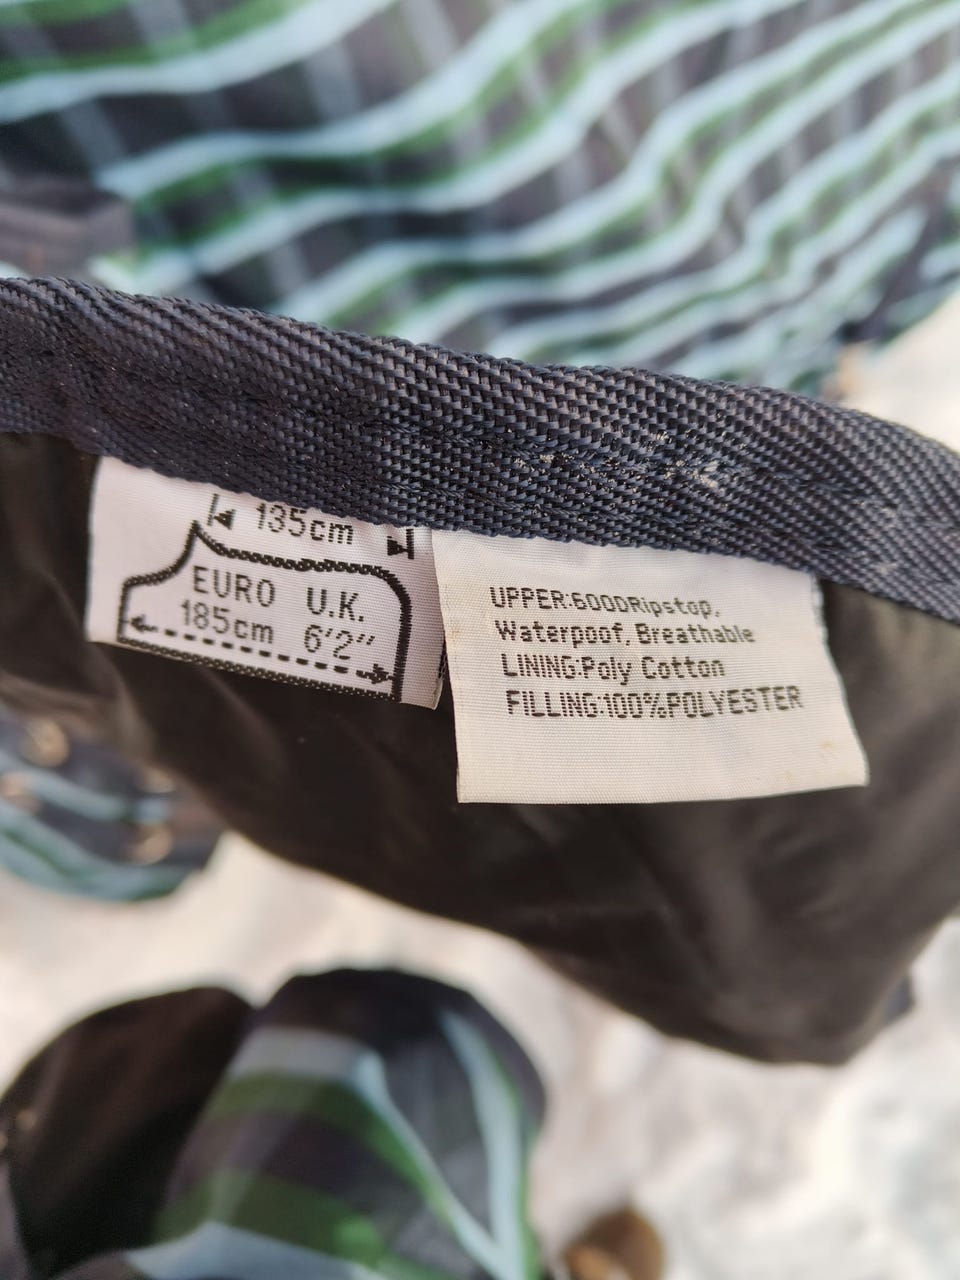 135cm
EURO U.K.
185cm 6'2"
UPPER:600DRipstop,
Waterpoof, Breathable
LINING:Poly Cotton
FILLING:100%POLYESTER